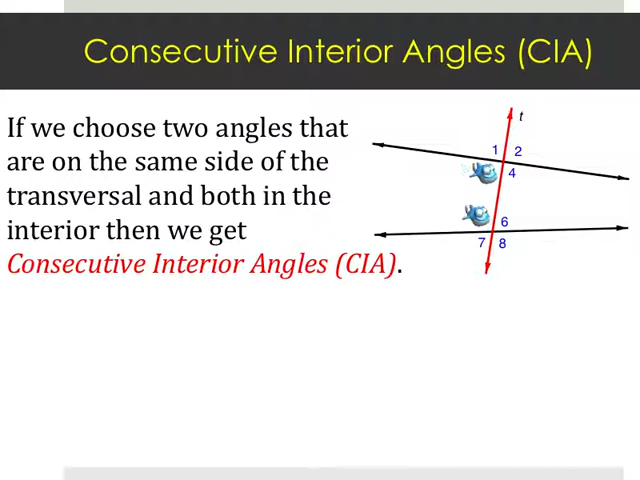 Consecutive Interior Angles (CIA)
If we choose two angles that
are on the same side of the
transversal and both in the
interior then we get
Consecutive Interior Angles (CIA).
t
1 2
4
6
7 8